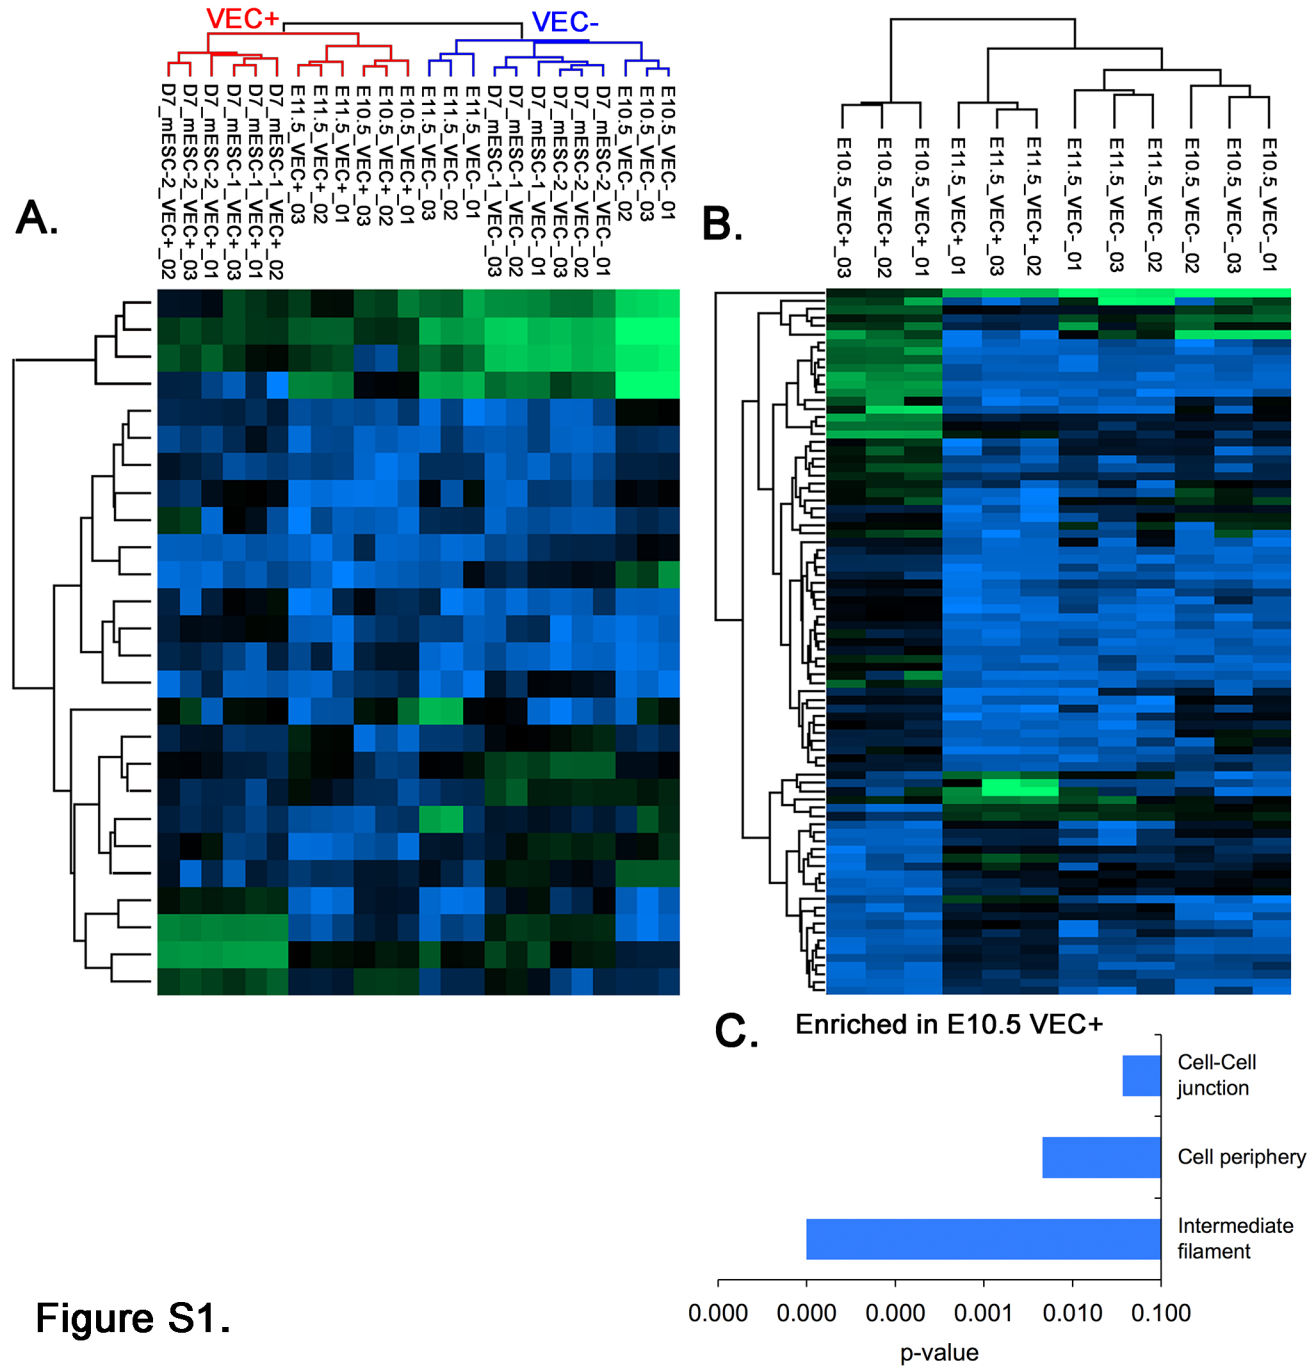 VEC+
VEC-
D7_mESC-2_VEC+_02
D7_mESC-2_VEC+_03
D7_mESC-2_VEC+_01
D7_mESC-1_VEC+_03
D7_mESC-1_VEC+_01
D7_mESC-1_VEC+_02
E11.5_VEC+_03
E11.5_VEC+_02
E11.5_VEC+_01
E10.5_VEC+_03
E10.5_VEC+_02
E10.5_VEC+_01
E11.5_VEC-_03
E11.5_VEC-_02
E11.5_VEC-_01
D7_mESC-1_VEC-_03
D7_mESC-1_VEC-_02
D7_mESC-1_VEC-_01
D7_mESC-2_VEC-_03
D7_mESC-2_VEC-_02
D7_mESC-2_VEC-_01
E10.5_VEC-_02
E10.5_VEC-_03
E10.5_VEC-_01
A.
E10.5_VEC+_03
E10.5_VEC+_02
E10.5_VEC+_01
E11.5_VEC+_01
E11.5_VEC+_03
E11.5_VEC+_02
E11.5_VEC-_01
E11.5_VEC-_03
E11.5_VEC-_02
E10.5_VEC-_02
E10.5_VEC-_03
E10.5_VEC-_01
B.
C.
Enriched in E10.5 VEC+
Cell-Cell
junction
Cell periphery
Intermediate
filament
0.000 0.000 0.000 0.001 0.010 0.100
p-value
Figure S1.